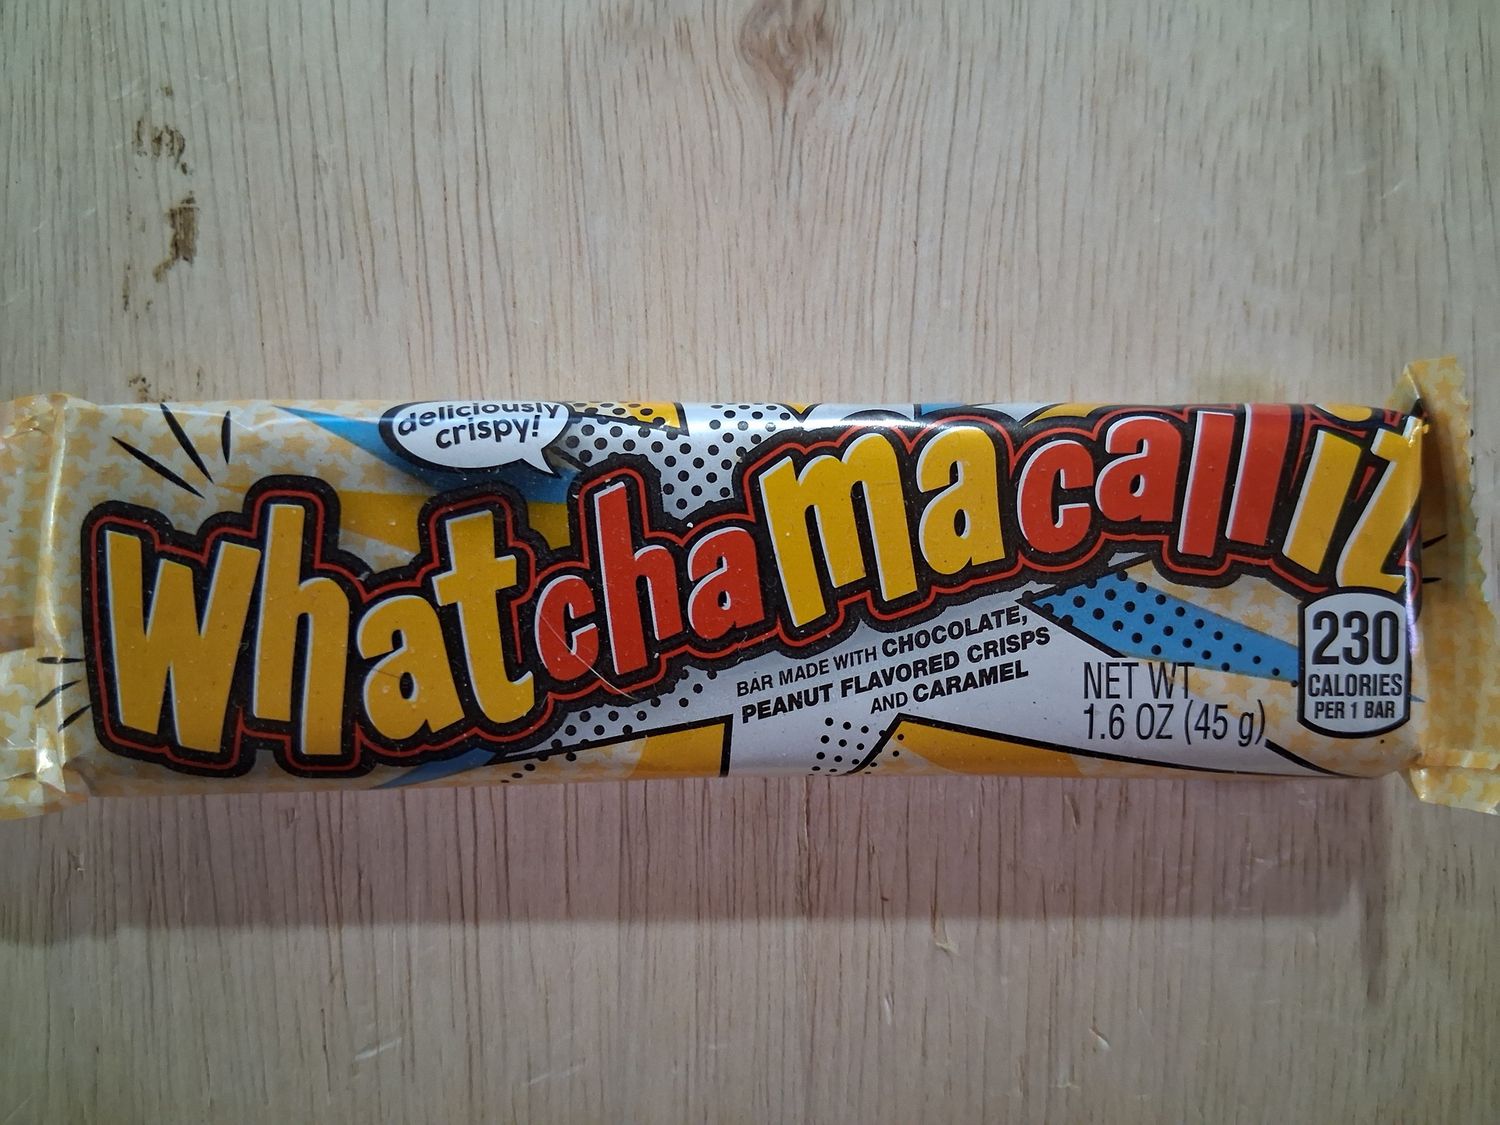 deliciously
crispy!
Whatchamacalliz
BAR MADE WITH CHOCOLATE,
PEANUT FLAVORED CRISPS
AND CARAMEL
NET WT
1.6 OZ (45 g)
230
CALORIES
PER 1 BAR